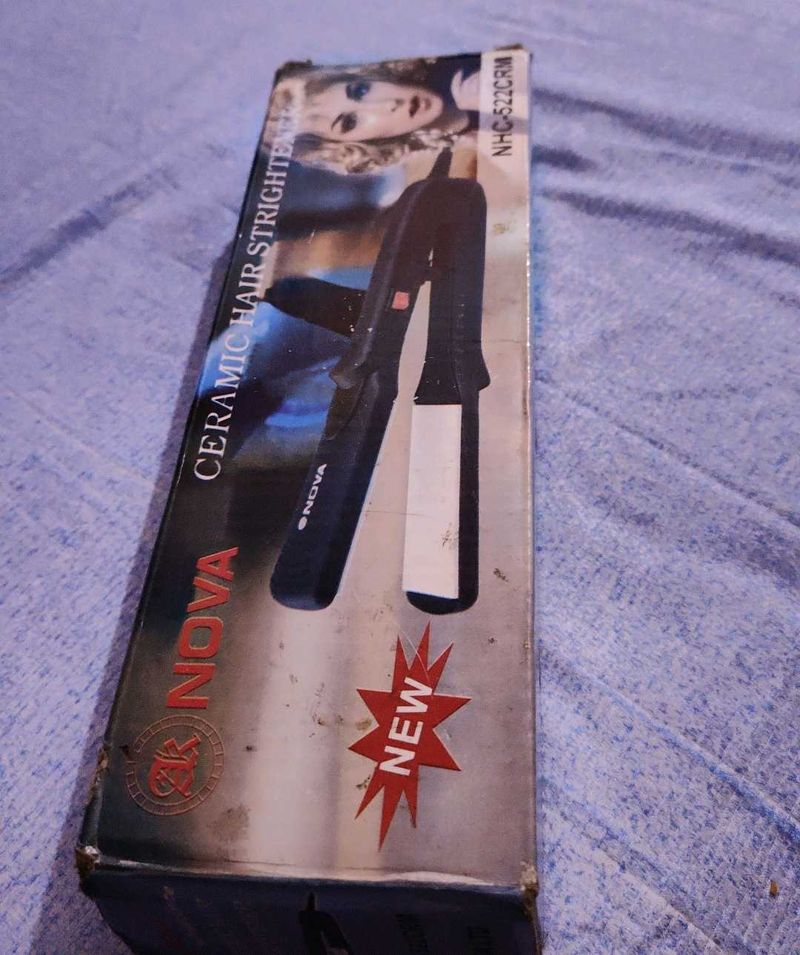 NOVA
CERAMIC HAIR STRIGHTENER
NHC-522CRM
NOVA
NEW